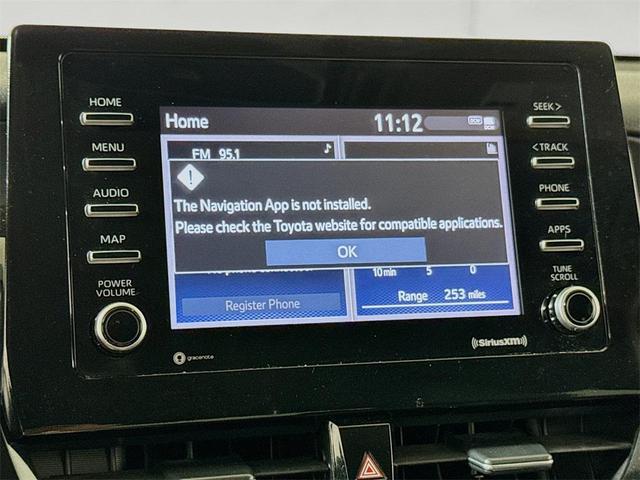 HOME
MENU
AUDIO
MAP
POWER
VOLUME
Home
11:12
DCM
FM 95.1
The Navigation App is not installed.
Please check the Toyota website for compatible applications.
OK
10 min 5 0
Register Phone
Range 253 miles
SEEK >
< TRACK
PHONE
APPS
TUNE
SCROLL
gracenote
((SiriusXM))